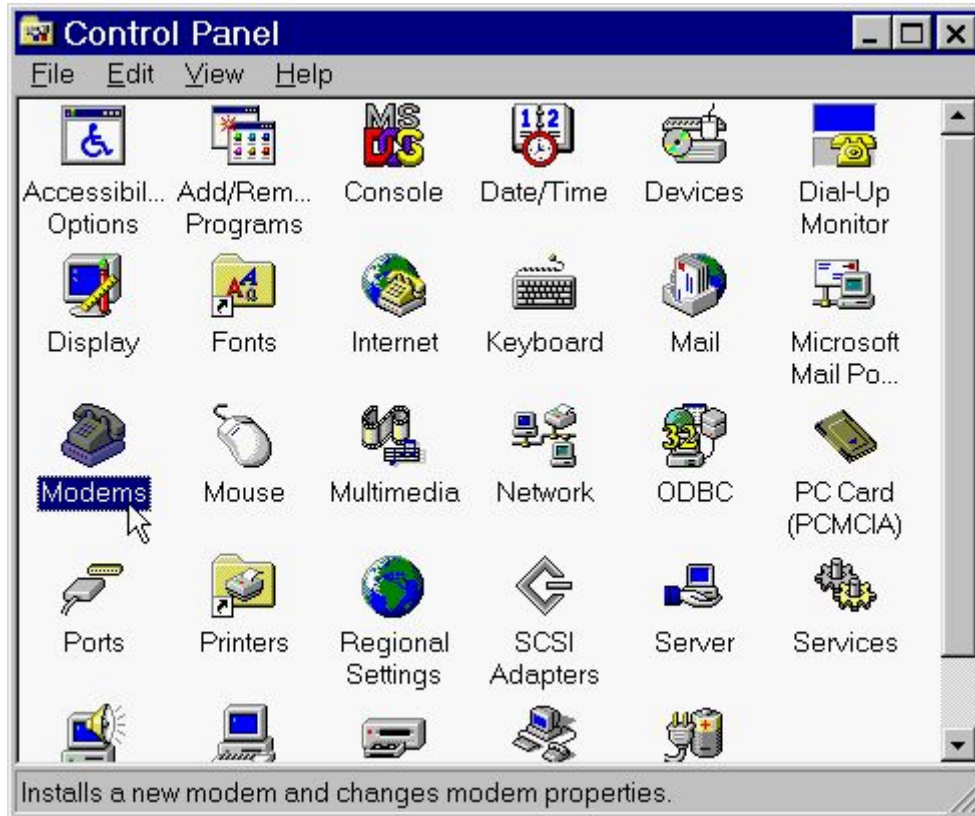 Control Panel
File Edit View Help
MS
DOS
12
Accessibil... Add/Rem... Console Date/Time Devices Dial-Up
Options Programs Monitor
Display Fonts Internet Keyboard Mail Microsoft
Mail Po...
32
Modems Mouse Multimedia Network ODBC PC Card
(PCMCIA)
Ports Printers Regional SCSI Server Services
Settings Adapters
Installs a new modem and changes modem properties.